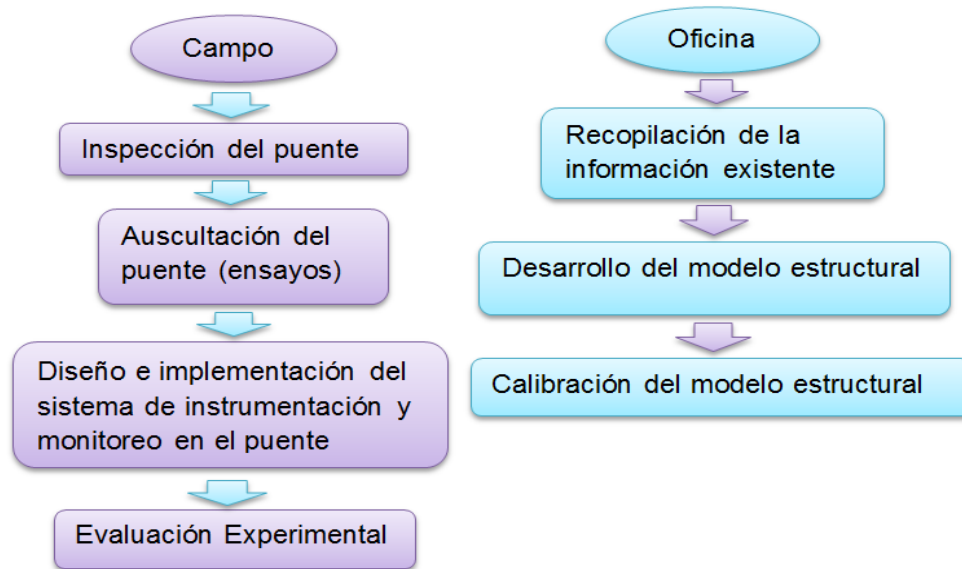 Campo
Inspección del puente
Auscultación del
puente (ensayos)
Diseño e implementación del
sistema de instrumentación y
monitoreo en el puente
Evaluación Experimental
Oficina
Recopilación de la
información existente
Desarrollo del modelo estructural
Calibración del modelo estructural